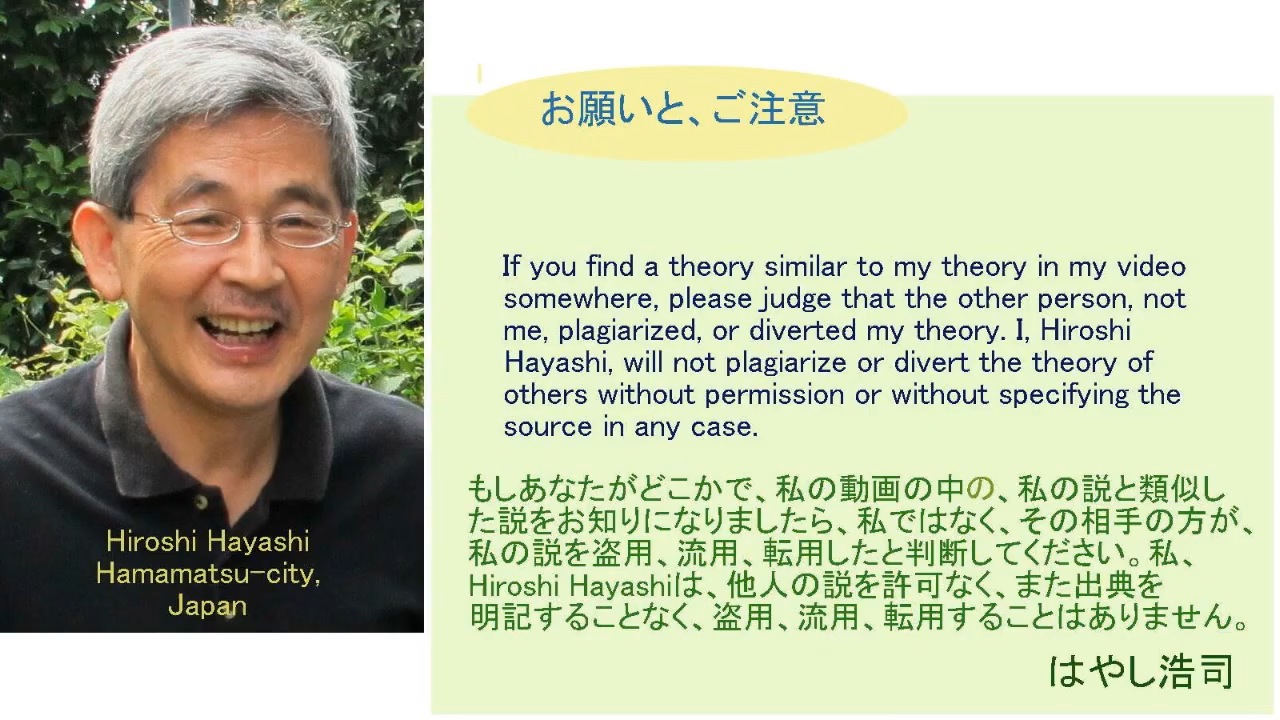 お願いと、ご注意
If you find a theory similar to my theory in my video
somewhere, please judge that the other person, not
me, plagiarized, or diverted my theory. I, Hiroshi
Hayashi, will not plagiarize or divert the theory of
others without permission or without specifying the
source in any case.
もしあなたがどこかで、私の動画の中の、私の説と類似し
た説をお知りになりましたら、私ではなく、その相手の方が、
私の説を盗用、流用、転用したと判断してください。私、
Hiroshi Hayashiは、他人の説を許可なく、また出典を
明記することなく、盗用、流用、転用することはありません。
はやし浩司
Hiroshi Hayashi
Hamamatsu-city,
Japan